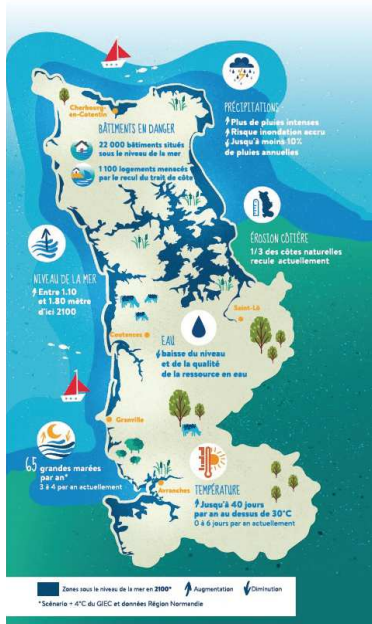 Cherbourg-
en-Cotentin
BÂTIMENTS EN DANGER
22 000 bâtiments situés
sous le niveau de la mer
1 100 logements menacés
par le recul du trait de côte
PRÉCIPITATIONS
Plus de pluies intenses
Risque inondation accru
Jusqu'à moins 10%
de pluies annuelles
ÉROSION CÔTIÈRE
1/3 des côtes naturelles
recule actuellement
NIVEAU DE LA MER
Entre 1.10
et 1.80 mètre
d'ici 2100
Saint-Lô
Coutances
EAU
baisse du niveau
et de la qualité
de la ressource en eau
Granville
65 grandes marées
par an*
3 à 4 par an actuellement
Avranches
TEMPÉRATURE
Jusqu'à 40 jours
par an au dessus de 30°C
0 à 6 jours par an actuellement
Zones sous le niveau de la mer en 2100*
Augmentation
Diminution
*Scénario + 4°C du GIEC et données Région Normandie